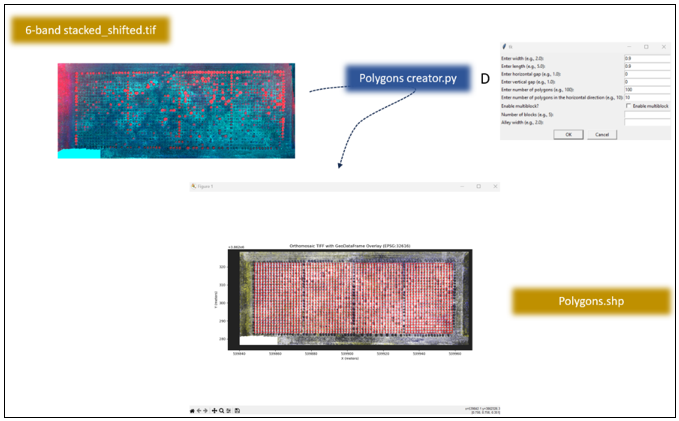 6-band stacked_shifted.tif
Polygons creator.py
D
Enter width (e.g., 2.0):
0.9
Enter length (e.g., 5.0):
0.9
Enter horizontal gap (e.g., 1.0):
0
Enter vertical gap (e.g., 1.0):
0
Enter number of polygons (e.g., 100):
100
Enter number of polygons in the horizontal direction (e.g., 10):
10
Enable multiblock?
Enable multiblock
Number of blocks (e.g., 5):
Alley width (e.g., 2.0):
OK
Cancel
Figure 1
Orthomosaic TIFF with GeoDataFrame Overlay (EPSG:32636)
Y (meters)
X (meters)
Polygons.shp